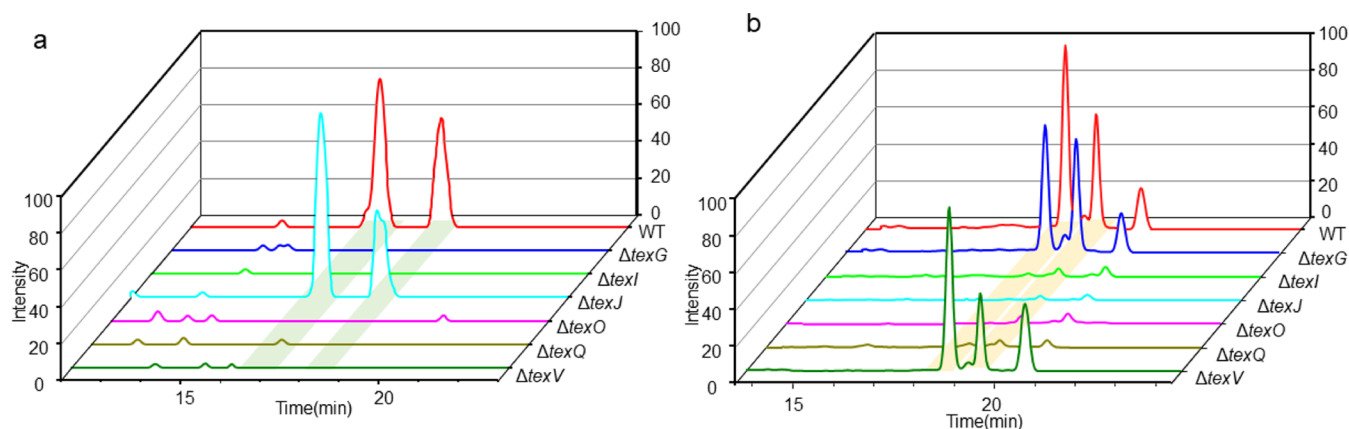 a
100
80
60
40
20
0
WT
ΔtexG
ΔtexI
ΔtexJ
ΔtexO
ΔtexQ
ΔtexV
100
80
60
40
20
0
Intensity
15
20
Time(min)
b
100
80
60
40
20
0
WT
ΔtexG
ΔtexI
ΔtexJ
ΔtexO
ΔtexQ
ΔtexV
100
80
60
40
20
0
Intensity
15
20
Time(min)